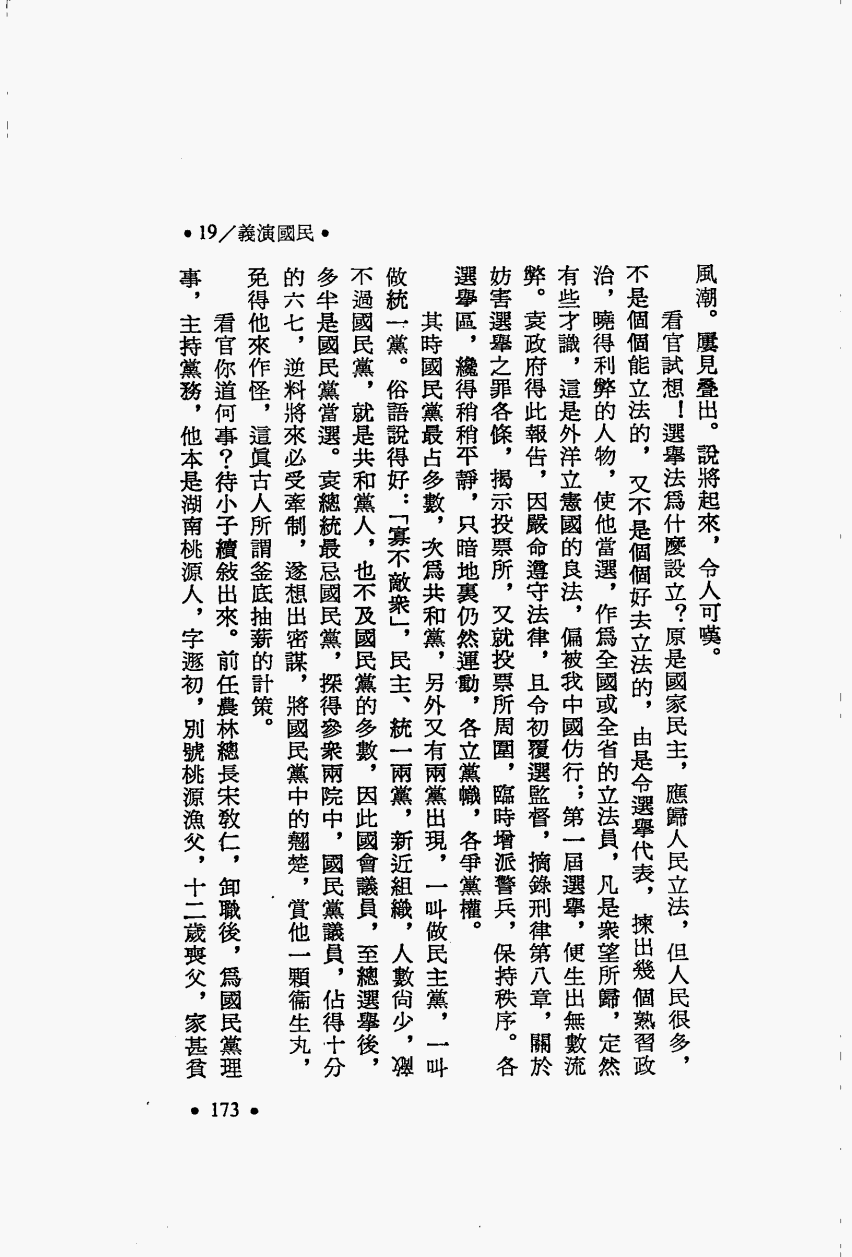 •19／義演國民•
風潮。屢見疊出。說將起來，令人可嘆。
看官試想！選舉法爲什麼設立？原是國家民主，應歸人民立法，但人民很多，
不是個個能立法的，又不是個個好去立法的，由是令選舉代表，揀出幾個熟習政
治，曉得利弊的人物，使他當選，作爲全國或全省的立法員，凡是衆望所歸，定然
有些才識，這是外洋立憲國的良法，偏被我中國仿行；第一屆選舉，便生出無數流
弊。袁政府得此報告，因嚴命遵守法律，且令初覆選監督，摘錄刑律第八章，關於
妨害選舉之罪各條，揭示投票所，又就投票所周圍，臨時增派警兵，保持秩序。各
選舉區，纔得稍稍平靜，只暗地裏仍然運動，各立黨幟，各爭黨權。
其時國民黨最占多數，次爲共和黨，另外又有兩黨出現，一叫做民主黨，一叫
做統一黨。俗語說得好：「寡不敵衆」，民主、統一兩黨，新近組織，人數尙少，
不過國民黨，就是共和黨人，也不及國民黨的多數，因此國會議員，至總選舉後，
多半是國民黨當選。袁總統最忌國民黨，探得參衆兩院中，國民黨議員，佔得十分
的六七，逆料將來必受牽制，遂想出密謀，將國民黨中的翹楚，賞他一顆衞生丸，
免得他來作怪，這眞古人所謂釜底抽薪的計策。
看官你道何事？待小子續敍出來。前任農林總長宋敎仁，卸職後，爲國民黨理
事，主持黨務，他本是湖南桃源人，字遯初，別號桃源漁父，十二歲喪父，家甚貧
•173•